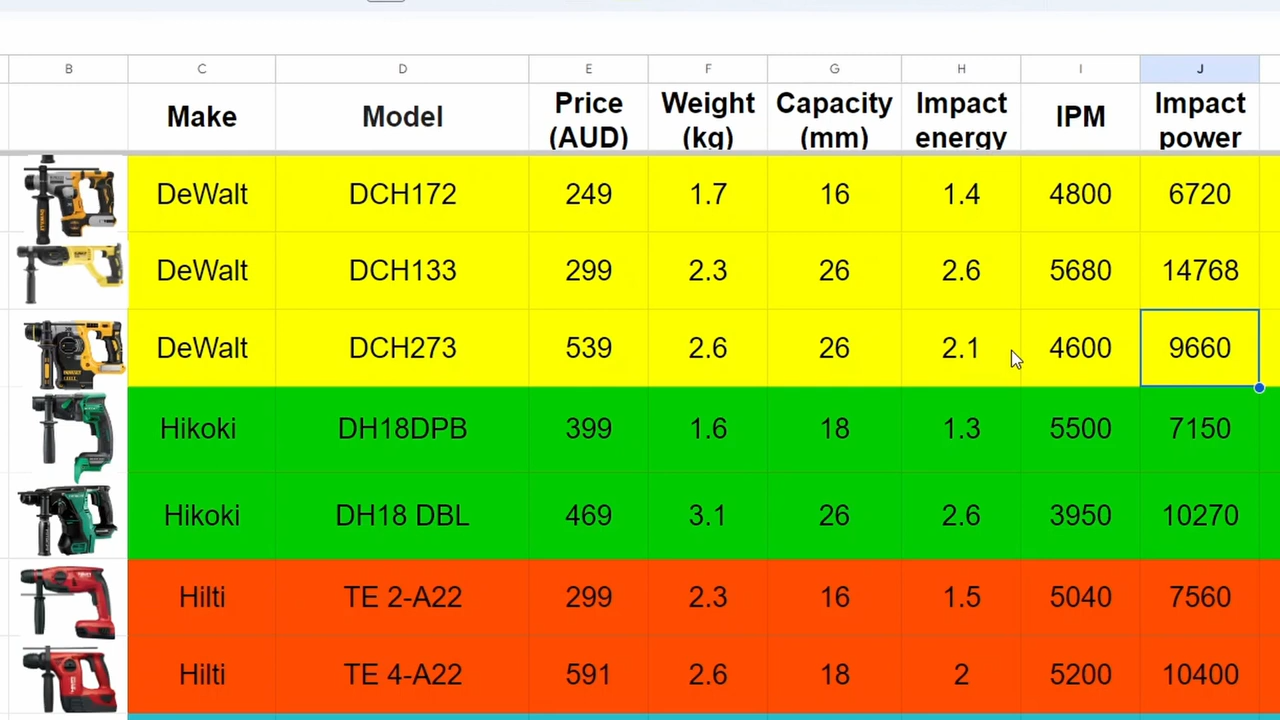 B C D E F G H I J
Make Model Price (AUD) Weight (kg) Capacity (mm) Impact energy IPM Impact power
DeWalt DCH172 249 1.7 16 1.4 4800 6720
DeWalt DCH133 299 2.3 26 2.6 5680 14768
DeWalt DCH273 539 2.6 26 2.1 4600 9660
Hikoki DH18DPB 399 1.6 18 1.3 5500 7150
Hikoki DH18 DBL 469 3.1 26 2.6 3950 10270
Hilti TE 2-A22 299 2.3 16 1.5 5040 7560
Hilti TE 4-A22 591 2.6 18 2 5200 10400